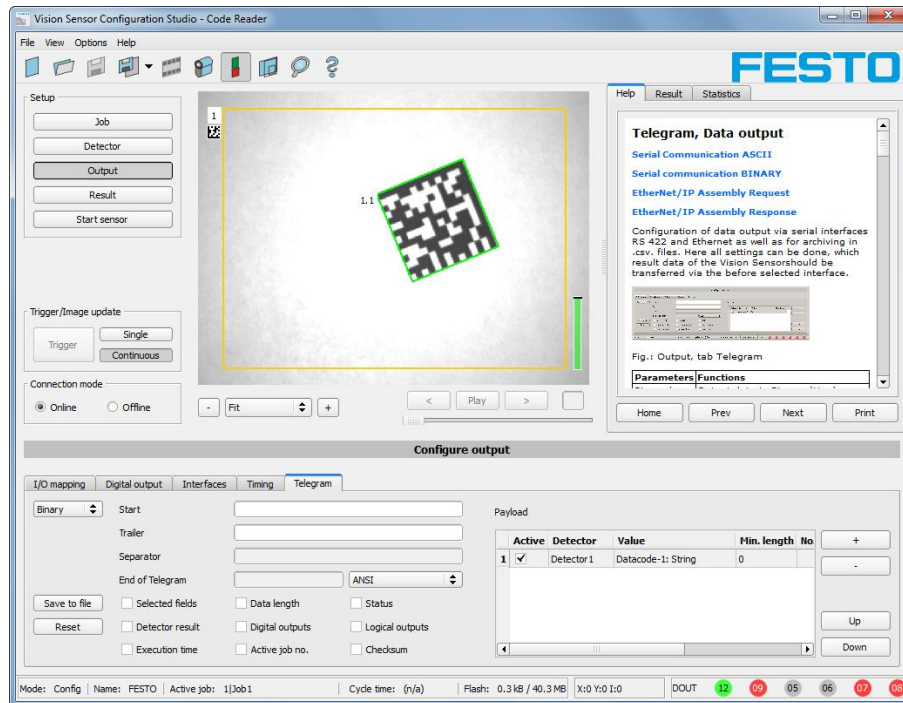 Vision Sensor Configuration Studio - Code Reader
File View Options Help
FESTO
Setup
Job
Detector
Output
Result
Start sensor
Trigger/Image update
Trigger
Single
Continuous
Connection mode
Online Offline
1
1.1
- Fit +
< Play >
Help Result Statistics
Telegram, Data output
Serial Communication ASCII
Serial communication BINARY
EtherNet/IP Assembly Request
EtherNet/IP Assembly Response
Configuration of data output via serial interfaces
RS 422 and Ethernet as well as for archiving in
.csv. files. Here all settings can be done, which
result data of the Vision Sensorshould be
transferred via the before selected interface.
Fig.: Output, tab Telegram
Parameters Functions
Home Prev Next Print
Configure output
I/O mapping Digital output Interfaces Timing Telegram
Binary Start
Trailer
Separator
End of Telegram ANSI
Save to file Selected fields Data length Status
Reset Detector result Digital outputs Logical outputs
Execution time Active job no. Checksum
Payload
Active Detector Value Min. length No.
1 Detector1 Datacode-1: String 0
+
-
Up
Down
Mode: Config Name: FESTO Active job: 1|Job1 Cycle time: (n/a) Flash: 0.3 kB / 40.3 MB X:0 Y:0 I:0 DOUT 12 09 05 06 07 08